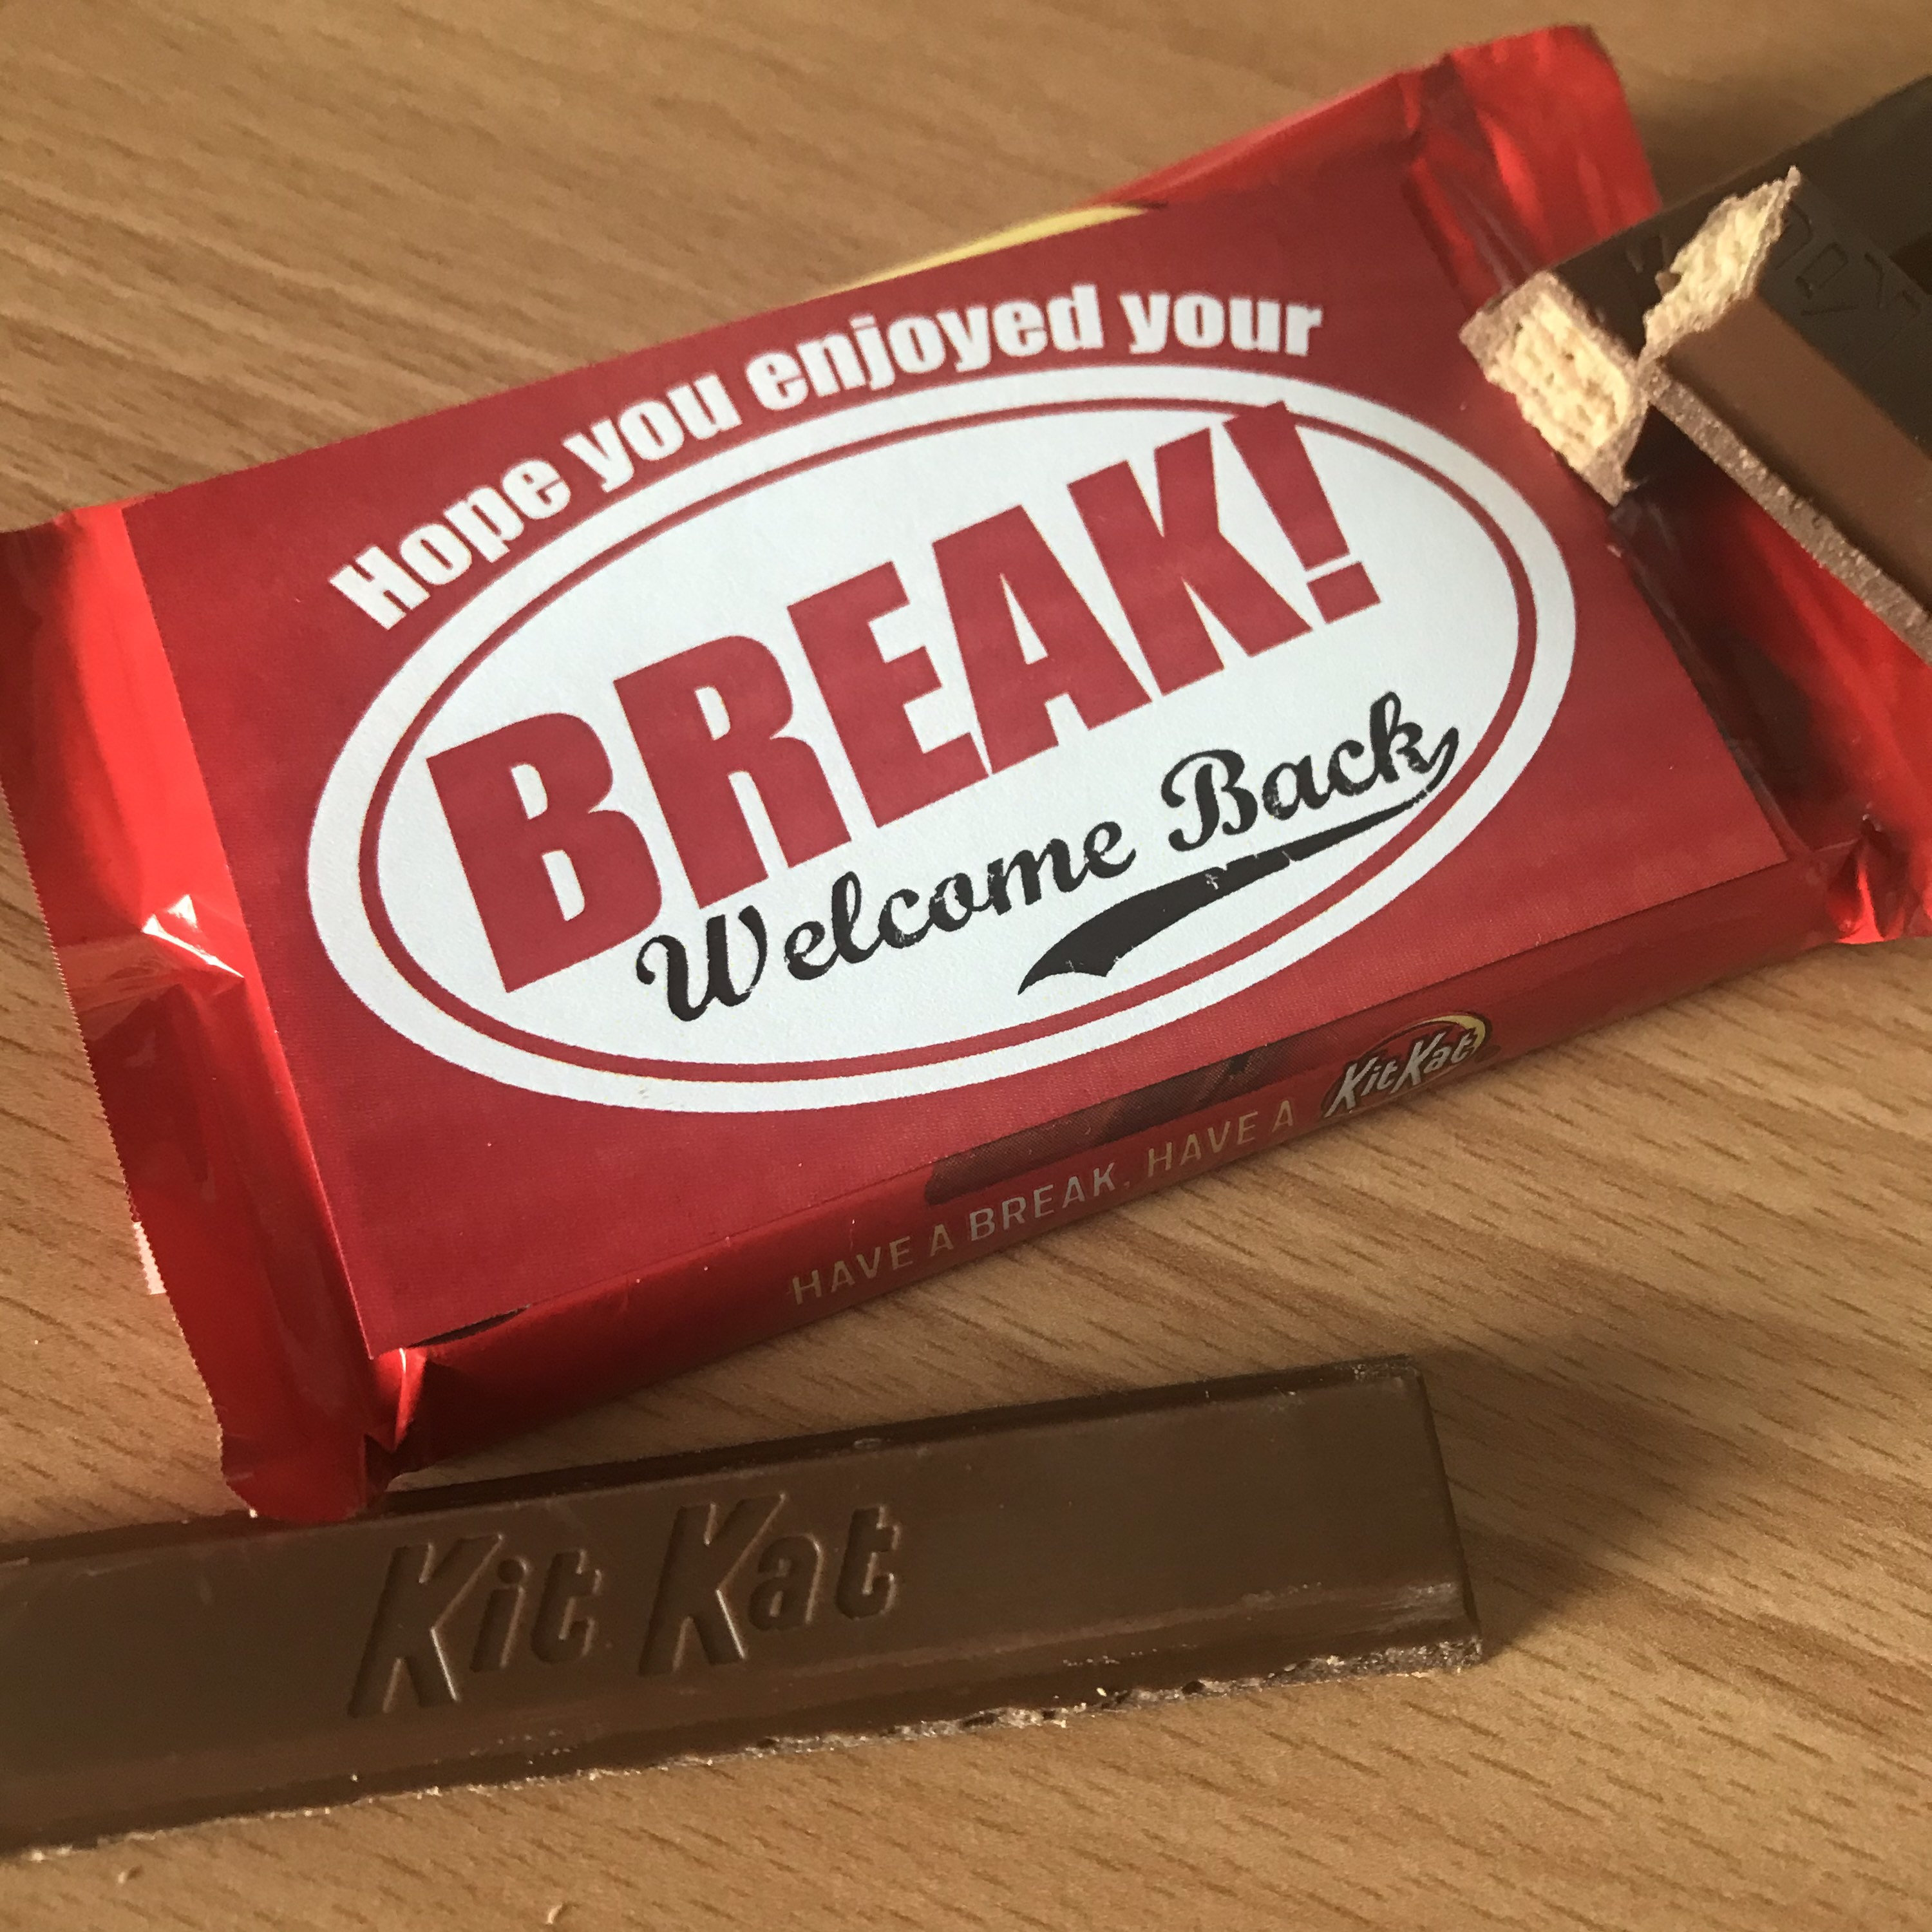 Hope you enjoyed your
BREAK!
Welcome Back
HAVE A BREAK, HAVE A KitKat
Kit Kat